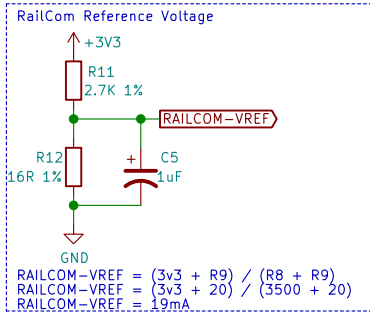 RailCom Reference Voltage
+3V3
R11
2.7K 1%
RAILCOM-VREF
R12
16R 1%
+
C5
1uF
GND
RAILCOM-VREF = (3v3 + R9) / (R8 + R9)
RAILCOM-VREF = (3v3 + 20) / (3500 + 20)
RAILCOM-VREF = 19mA